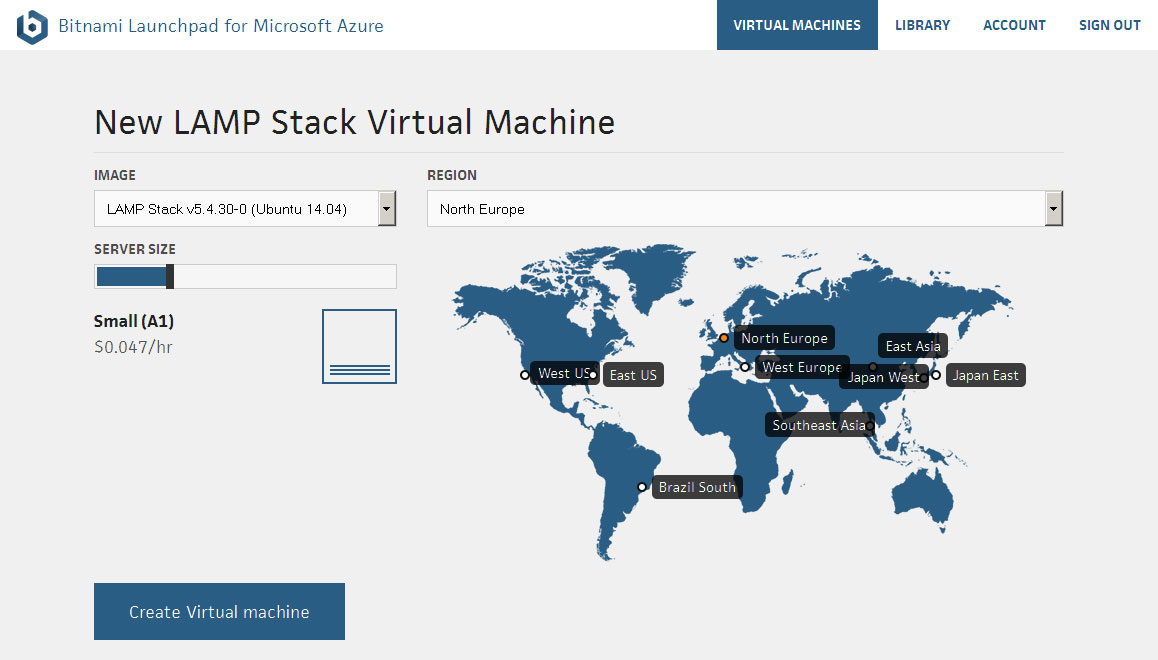 Bitnami Launchpad for Microsoft Azure
VIRTUAL MACHINES
LIBRARY
ACCOUNT
SIGN OUT
New LAMP Stack Virtual Machine
IMAGE
REGION
LAMP Stack v5.4.30-0 (Ubuntu 14.04)
North Europe
SERVER SIZE
Small (A1)
$0.047/hr
North Europe
East Asia
West Europe
West US
East US
Japan West
Japan East
Southeast Asia
Brazil South
Create Virtual machine